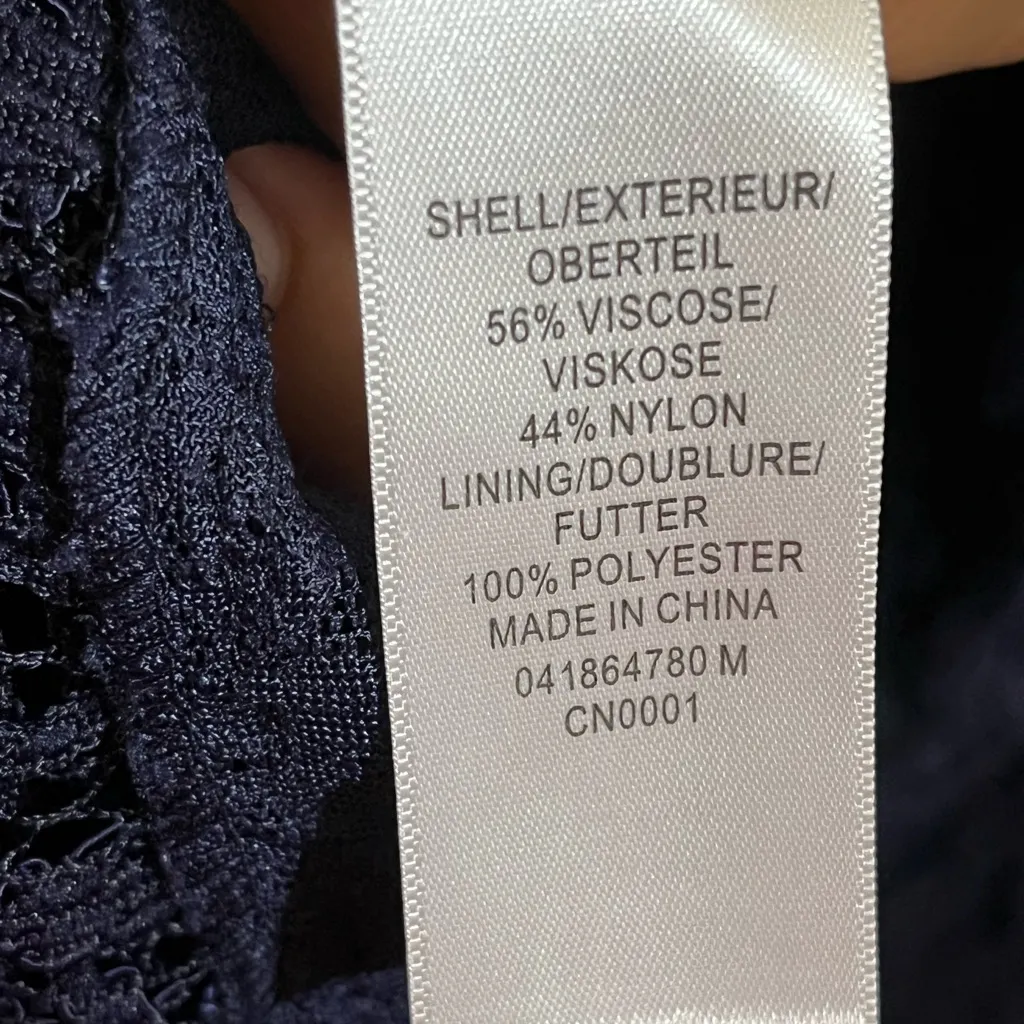 SHELL/EXTERIEUR/
OBERTEIL
56% VISCOSE/
VISKOSE
44% NYLON
LINING/DOUBLURE/
FUTTER
100% POLYESTER
MADE IN CHINA
041864780 M
CN0001